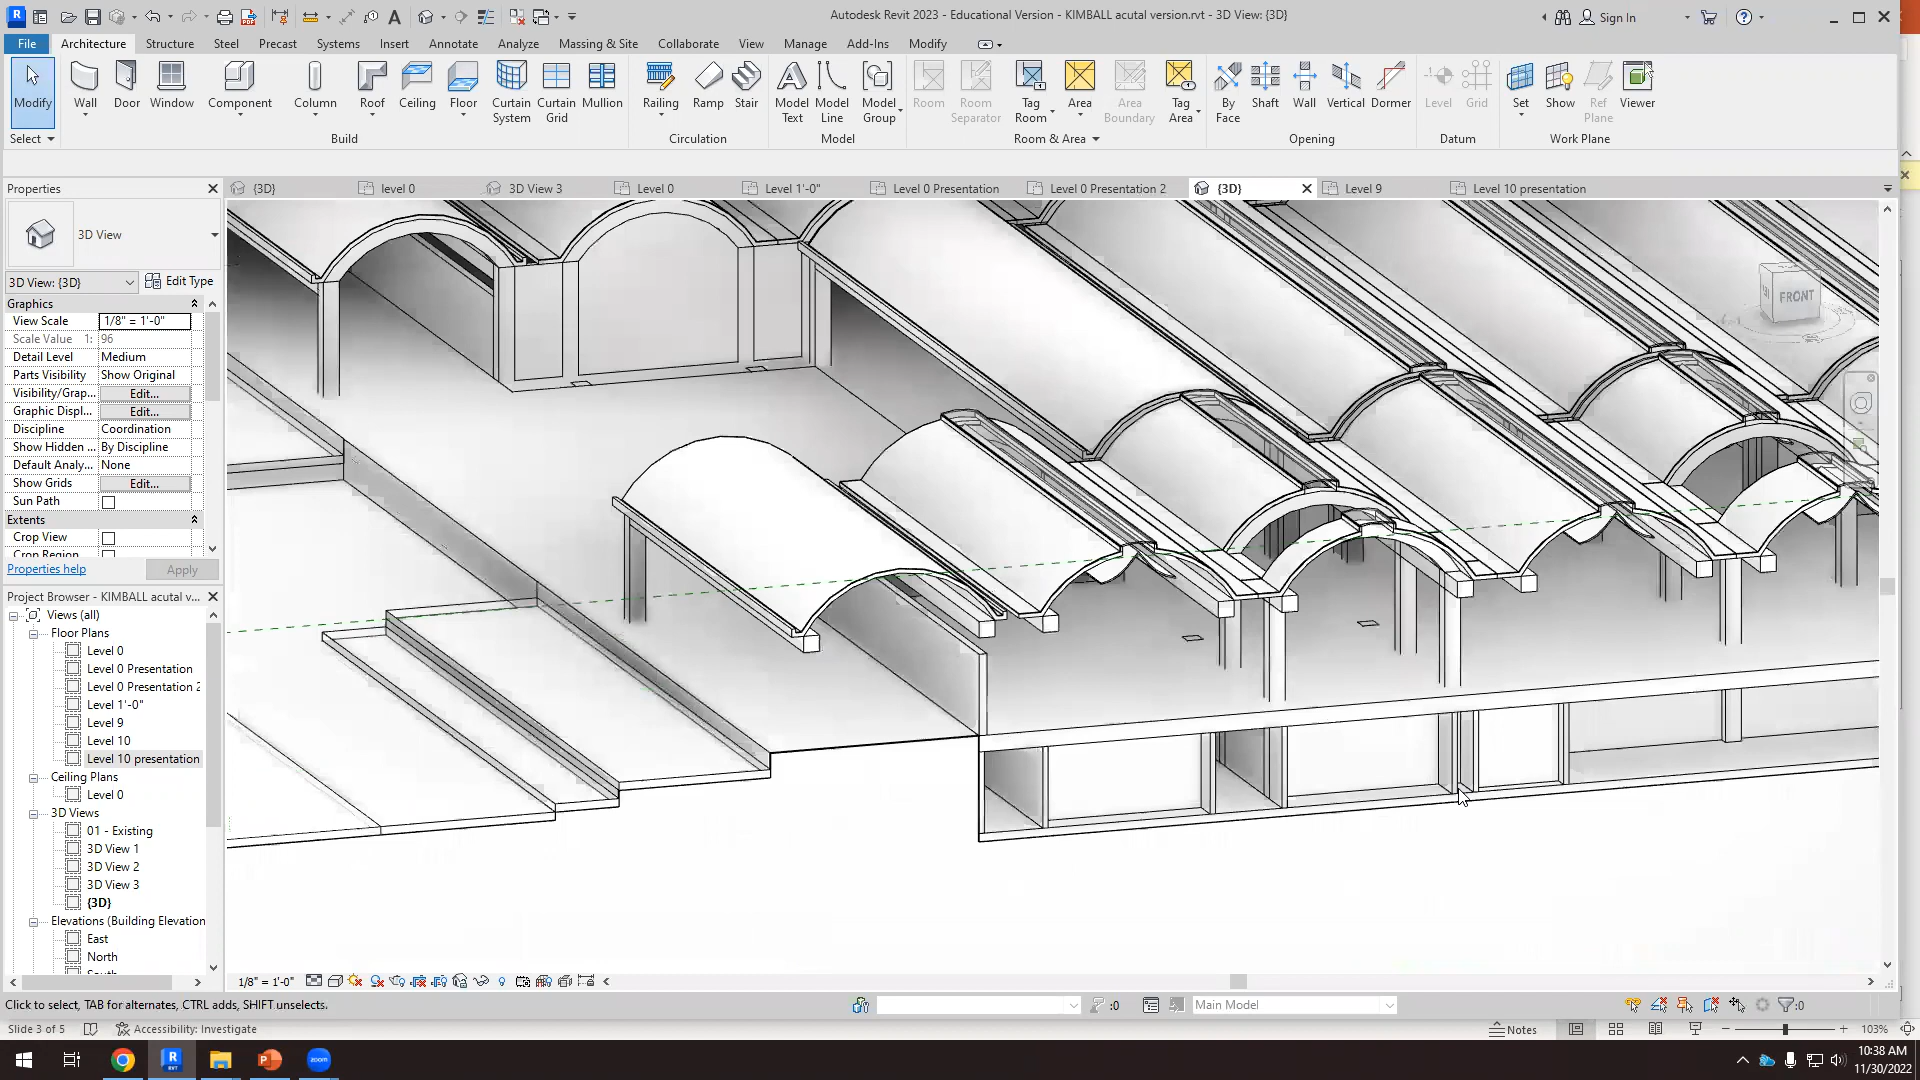 Autodesk Revit 2023 - Educational Version - KIMBALL acutal version.rvt - 3D View: {3D}
Sign In
File Architecture Structure Steel Precast Systems Insert Annotate Analyze Massing & Site Collaborate View Manage Add-Ins Modify
Modify Wall Door Window Component Column Roof Ceiling Floor Curtain System Curtain Grid Mullion Railing Ramp Stair Model Text Model Line Model Group Room Room Separator Tag Room Area Area Boundary Tag Area By Face Shaft Wall Vertical Dormer Level Grid Set Show Ref Plane Viewer
Select Build Circulation Model Room & Area Opening Datum Work Plane
Properties
{3D} level 0 3D View 3 Level 0 Level 1'-0" Level 0 Presentation Level 0 Presentation 2 {3D} Level 9 Level 10 presentation
3D View
3D View: {3D} Edit Type
Graphics
View Scale 1/8" = 1'-0"
Scale Value 1: 96
Detail Level Medium
Parts Visibility Show Original
Visibility/Grap... Edit...
Graphic Displ... Edit...
Discipline Coordination
Show Hidden ... By Discipline
Default Analy... None
Show Grids Edit...
Sun Path
Extents
Crop View
Crop Region
Properties help Apply
FRONT
Project Browser - KIMBALL acutal v...
Views (all)
Floor Plans
Level 0
Level 0 Presentation
Level 0 Presentation 2
Level 1'-0"
Level 9
Level 10
Level 10 presentation
Ceiling Plans
Level 0
3D Views
01 - Existing
3D View 1
3D View 2
3D View 3
{3D}
Elevations (Building Elevation
East
North
South
1/8" = 1'-0"
Click to select, TAB for alternates, CTRL adds, SHIFT unselects.
:0 Main Model :0
Slide 3 of 5 Accessibility: Investigate Notes 103%
10:38 AM
11/30/2022